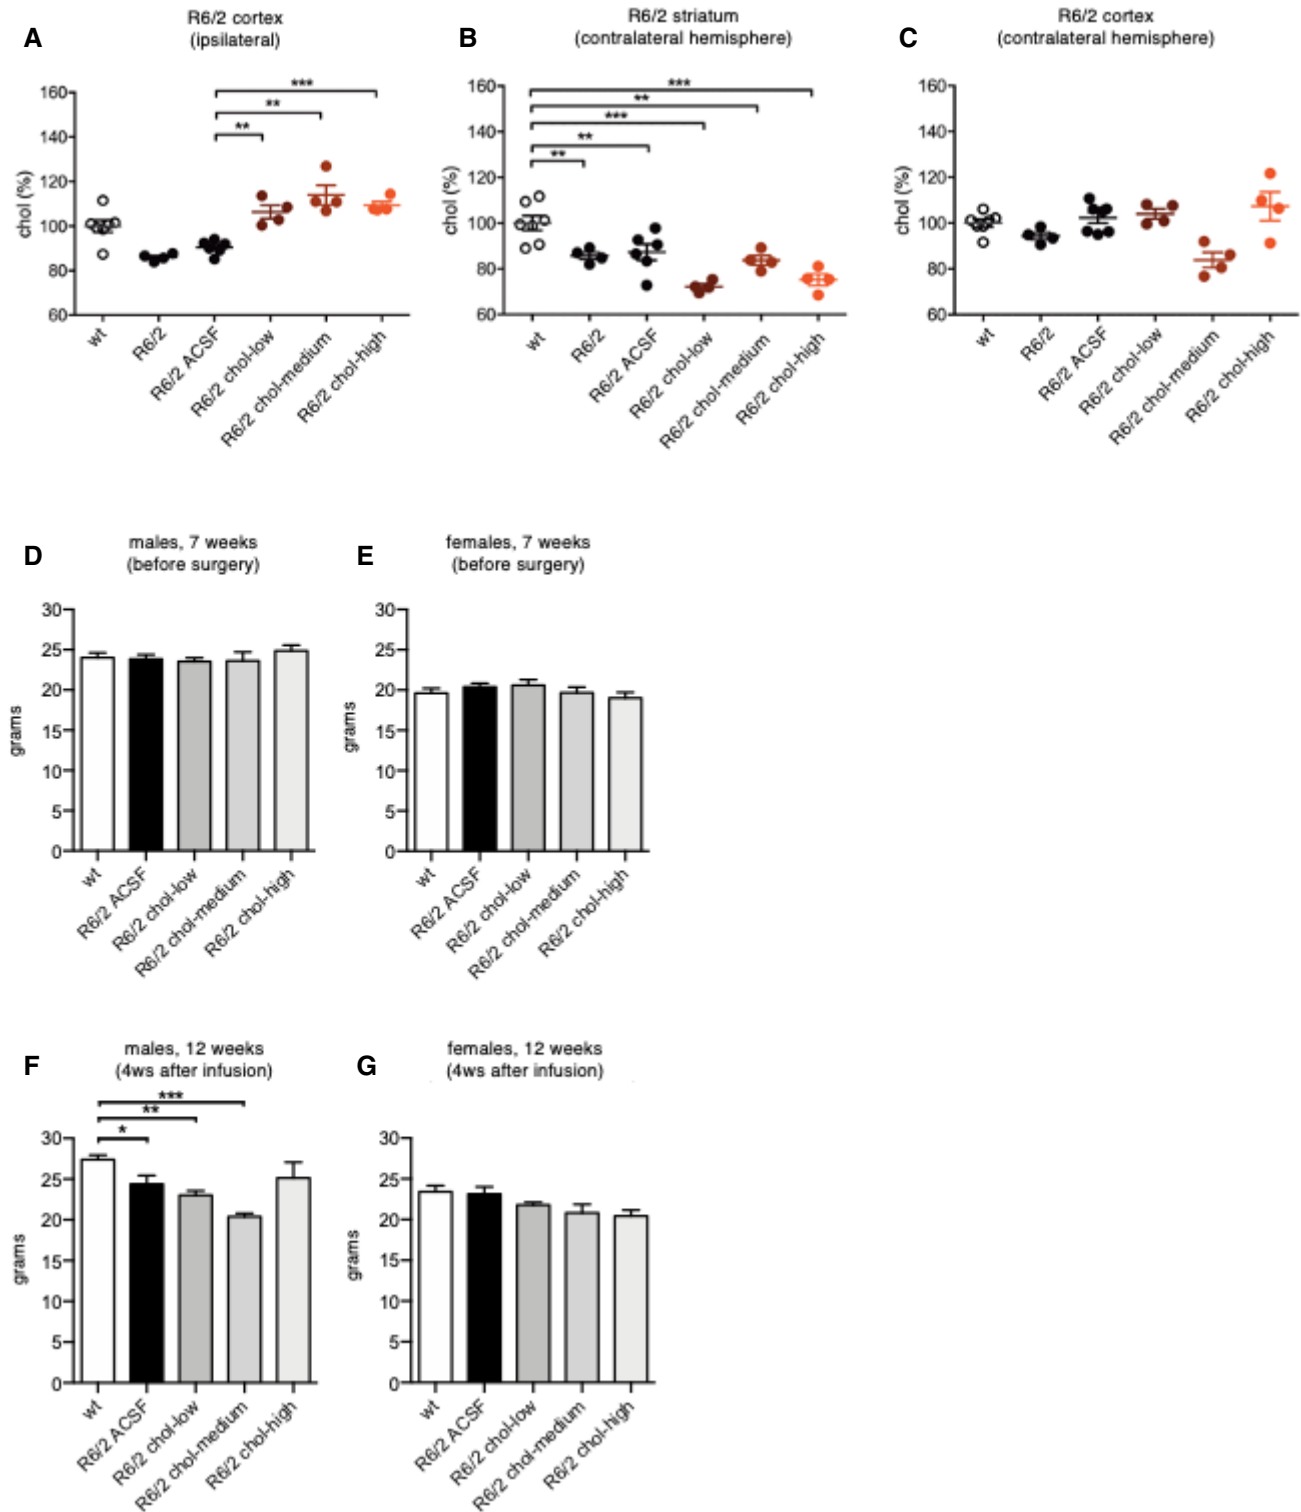 A
R6/2 cortex
(ipsilateral)
chol (%)
160
140
120
100
80
60
***
**
**
wt
R6/2
R6/2 ACSF
R6/2 chol-low
R6/2 chol-medium
R6/2 chol-high
B
R6/2 striatum
(contralateral hemisphere)
chol (%)
160
140
120
100
80
60
***
**
***
**
**
wt
R6/2
R6/2 ACSF
R6/2 chol-low
R6/2 chol-medium
R6/2 chol-high
C
R6/2 cortex
(contralateral hemisphere)
chol (%)
160
140
120
100
80
60
wt
R6/2
R6/2 ACSF
R6/2 chol-low
R6/2 chol-medium
R6/2 chol-high
D
males, 7 weeks
(before surgery)
grams
30
25
20
15
10
5
0
wt
R6/2 ACSF
R6/2 chol-low
R6/2 chol-medium
R6/2 chol-high
E
females, 7 weeks
(before surgery)
grams
30
25
20
15
10
5
0
wt
R6/2 ACSF
R6/2 chol-low
R6/2 chol-medium
R6/2 chol-high
F
males, 12 weeks
(4ws after infusion)
grams
30
25
20
15
10
5
0
***
**
*
wt
R6/2 ACSF
R6/2 chol-low
R6/2 chol-medium
R6/2 chol-high
G
females, 12 weeks
(4ws after infusion)
grams
30
25
20
15
10
5
0
wt
R6/2 ACSF
R6/2 chol-low
R6/2 chol-medium
R6/2 chol-high